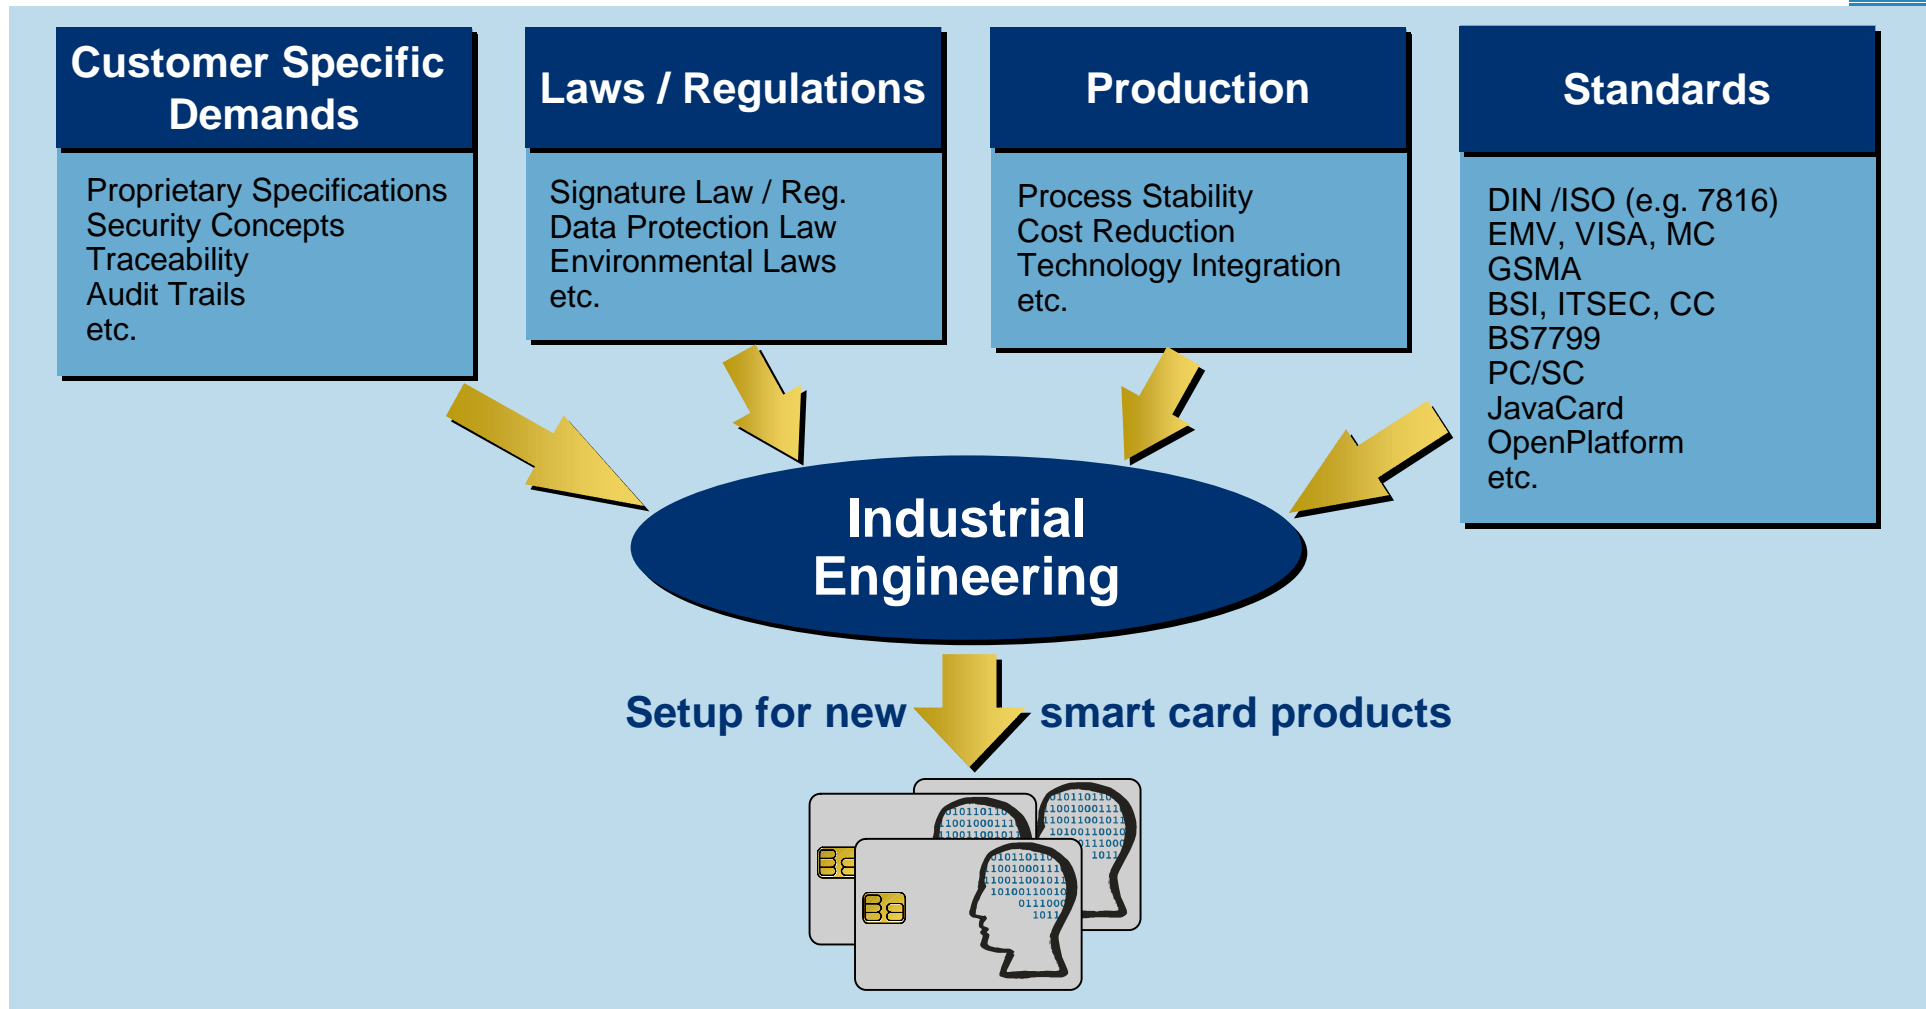 Customer Specific
Demands
Proprietary Specifications
Security Concepts
Traceability
Audit Trails
etc.
Laws / Regulations
Signature Law / Reg.
Data Protection Law
Environmental Laws
etc.
Production
Process Stability
Cost Reduction
Technology Integration
etc.
Standards
DIN /ISO (e.g. 7816)
EMV, VISA, MC
GSMA
BSI, ITSEC, CC
BS7799
PC/SC
JavaCard
OpenPlatform
etc.
Industrial
Engineering
Setup for new smart card products